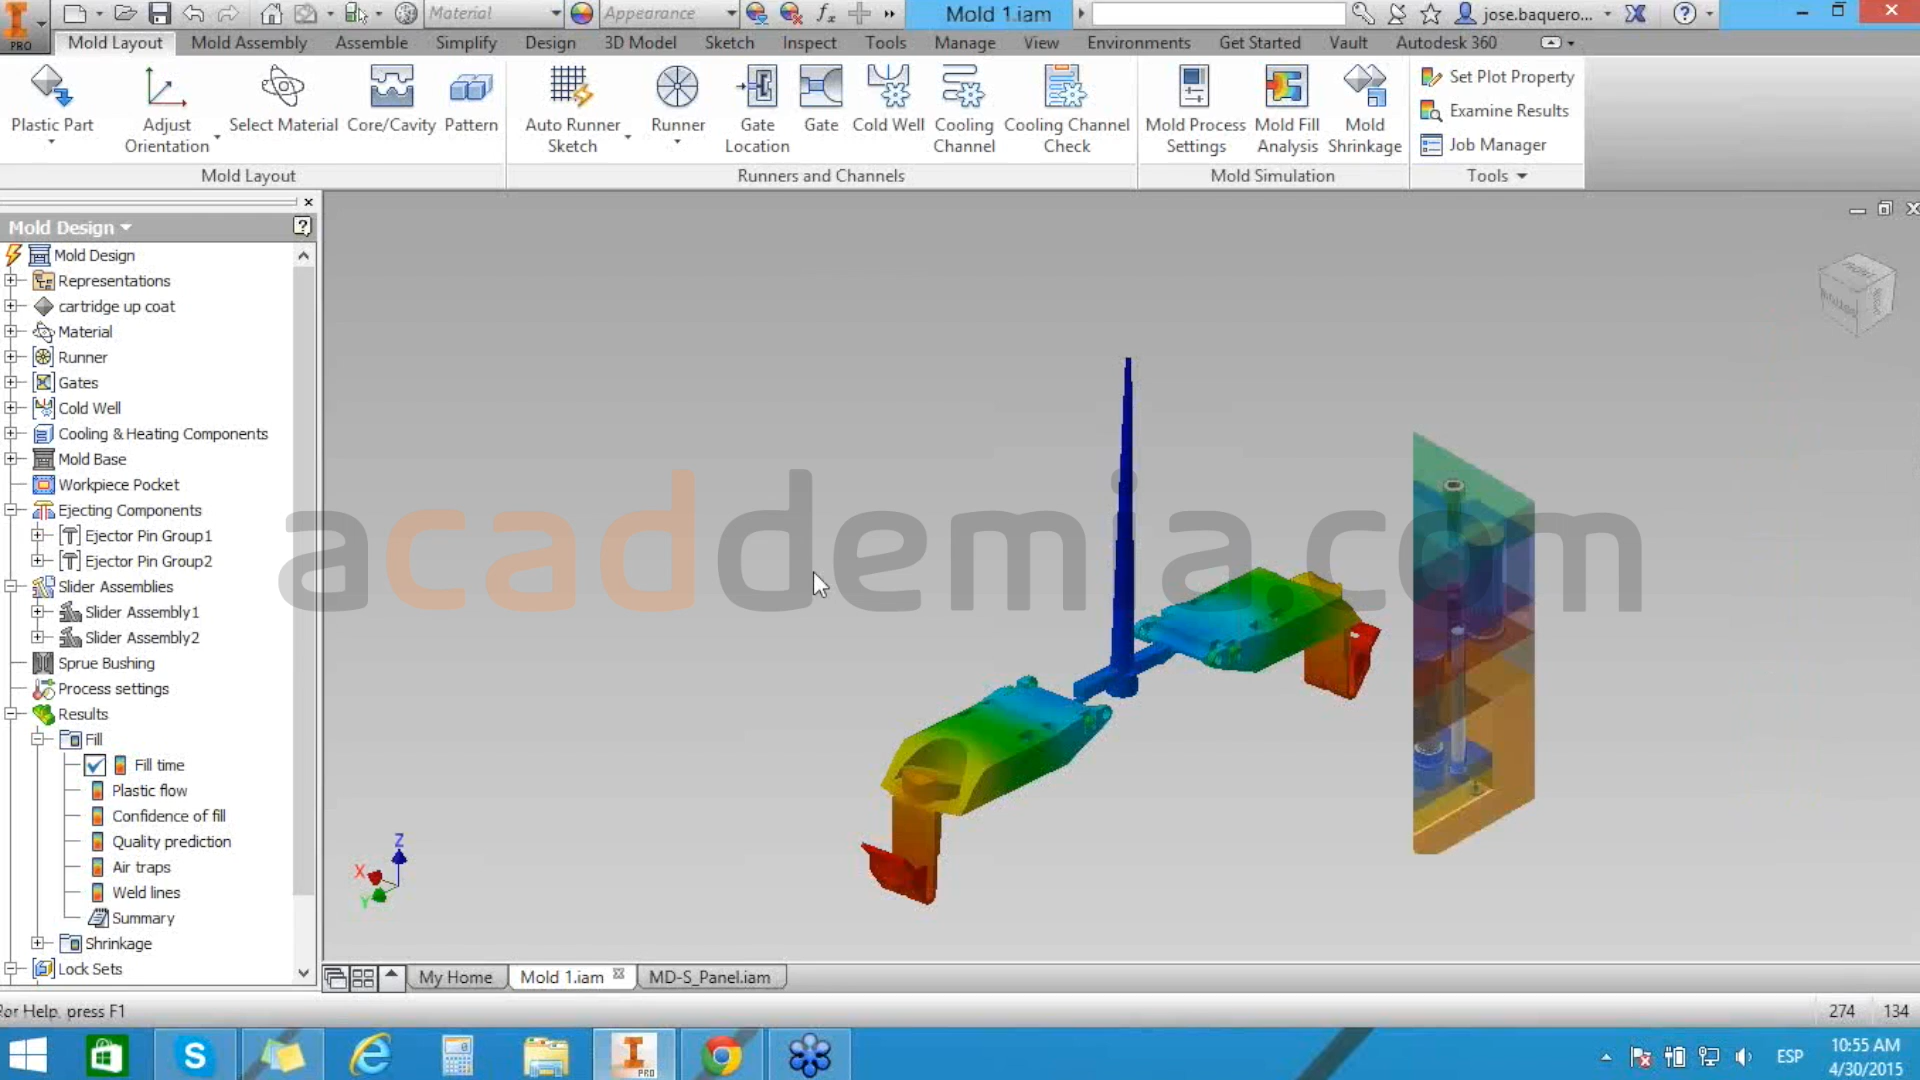 PRO
Material
Appearance
fx
Mold 1.iam
jose.baquero...
Mold Layout
Mold Assembly
Assemble
Simplify
Design
3D Model
Sketch
Inspect
Tools
Manage
View
Environments
Get Started
Vault
Autodesk 360
Plastic Part
Adjust
Orientation
Select Material
Core/Cavity
Pattern
Auto Runner
Sketch
Runner
Gate
Location
Gate
Cold Well
Cooling
Channel
Cooling Channel
Check
Mold Process
Settings
Mold Fill
Analysis
Mold
Shrinkage
Set Plot Property
Examine Results
Job Manager
Mold Layout
Runners and Channels
Mold Simulation
Tools
Mold Design
Mold Design
Representations
cartridge up coat
Material
Runner
Gates
Cold Well
Cooling & Heating Components
Mold Base
Workpiece Pocket
Ejecting Components
Ejector Pin Group1
Ejector Pin Group2
Slider Assemblies
Slider Assembly1
Slider Assembly2
Sprue Bushing
Process settings
Results
Fill
Fill time
Plastic flow
Confidence of fill
Quality prediction
Air traps
Weld lines
Summary
Shrinkage
Lock Sets
acaddemia.com
Z
X
Y
My Home
Mold 1.iam
MD-S_Panel.iam
For Help, press F1
274
134
PRO
ESP
10:55 AM
4/30/2015